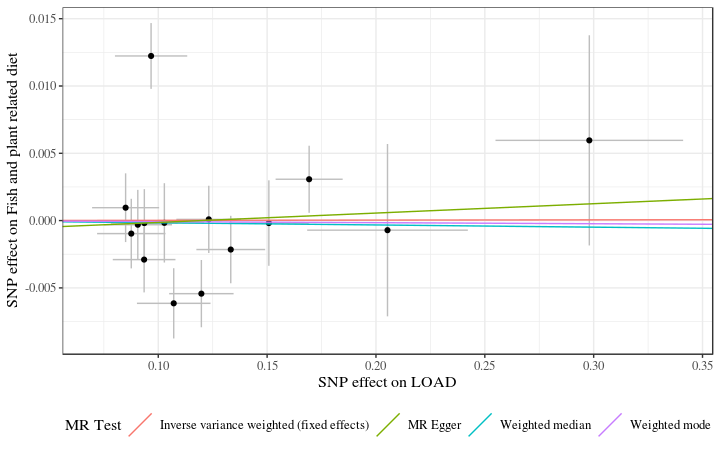 SNP effect on Fish and plant related diet
0.015
0.010
0.005
0.000
-0.005
0.10 0.15 0.20 0.25 0.30 0.35
SNP effect on LOAD
MR Test Inverse variance weighted (fixed effects) MR Egger Weighted median Weighted mode